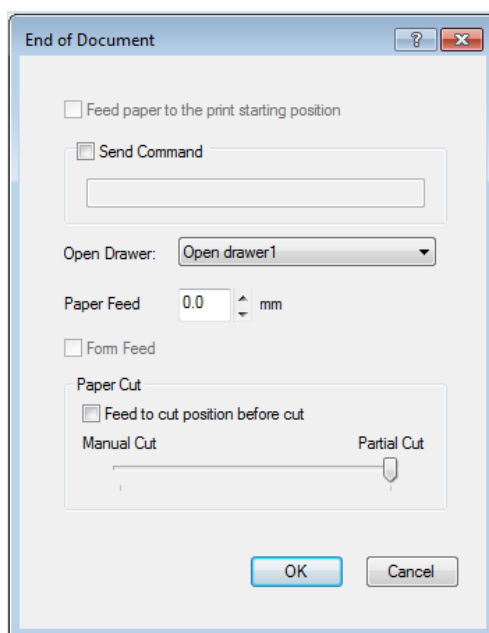 End of Document
Feed paper to the print starting position
Send Command
Open Drawer: Open drawer1
Paper Feed 0.0 mm
Form Feed
Paper Cut
Feed to cut position before cut
Manual Cut Partial Cut
OK Cancel